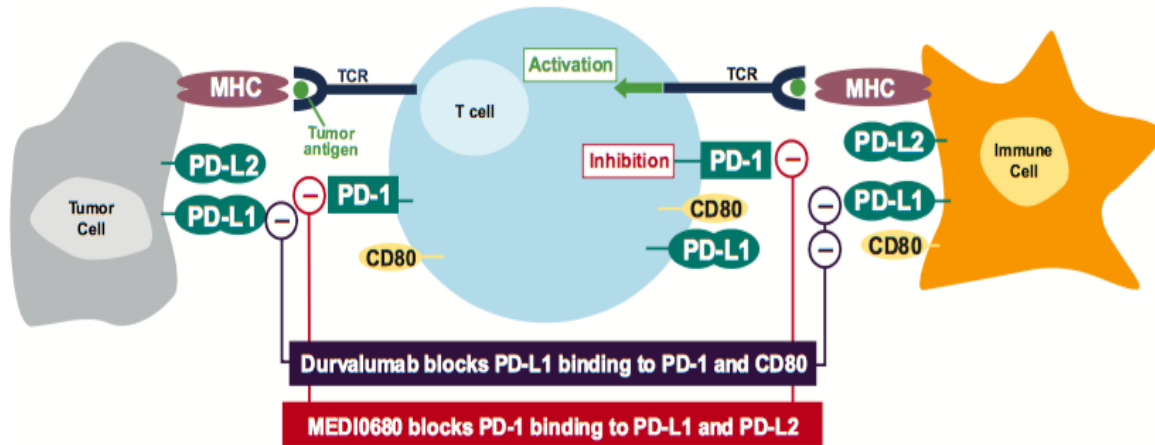 MHC
TCR
Tumor
antigen
PD-L2
PD-L1
Tumor
Cell
PD-1
CD80
T cell
Activation
TCR
MHC
Inhibition
PD-1
CD80
PD-L1
PD-L2
PD-L1
CD80
Immune
Cell
Durvalumab blocks PD-L1 binding to PD-1 and CD80
MEDI0680 blocks PD-1 binding to PD-L1 and PD-L2